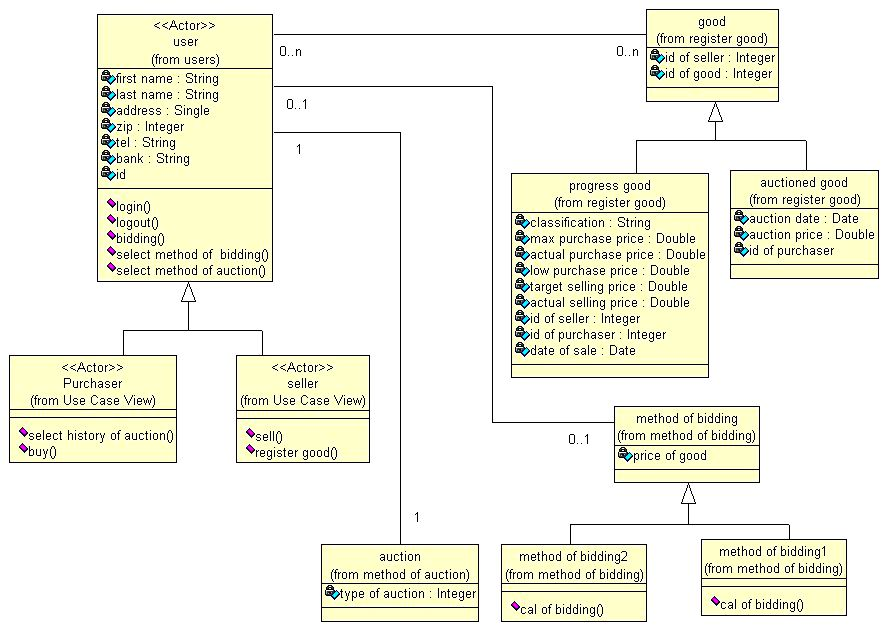 <<Actor>>
user
(from users)
first name : String
last name : String
address : Single
zip : Integer
tel : String
bank : String
id
login()
logout()
bidding()
select method of bidding()
select method of auction()
0..n
0..n
0..1
1
good
(from register good)
id of seller : Integer
id of good : Integer
progress good
(from register good)
classification : String
max purchase price : Double
actual purchase price : Double
low purchase price : Double
target selling price : Double
actual selling price : Double
id of seller : Integer
id of purchaser : Integer
date of sale : Date
auctioned good
(from register good)
auction date : Date
auction price : Double
id of purchaser
<<Actor>>
Purchaser
(from Use Case View)
select history of auction()
buy()
<<Actor>>
seller
(from Use Case View)
sell()
register good()
0..1
method of bidding
(from method of bidding)
price of good
1
auction
(from method of auction)
type of auction : Integer
method of bidding2
(from method of bidding)
cal of bidding()
method of bidding1
(from method of bidding)
cal of bidding()